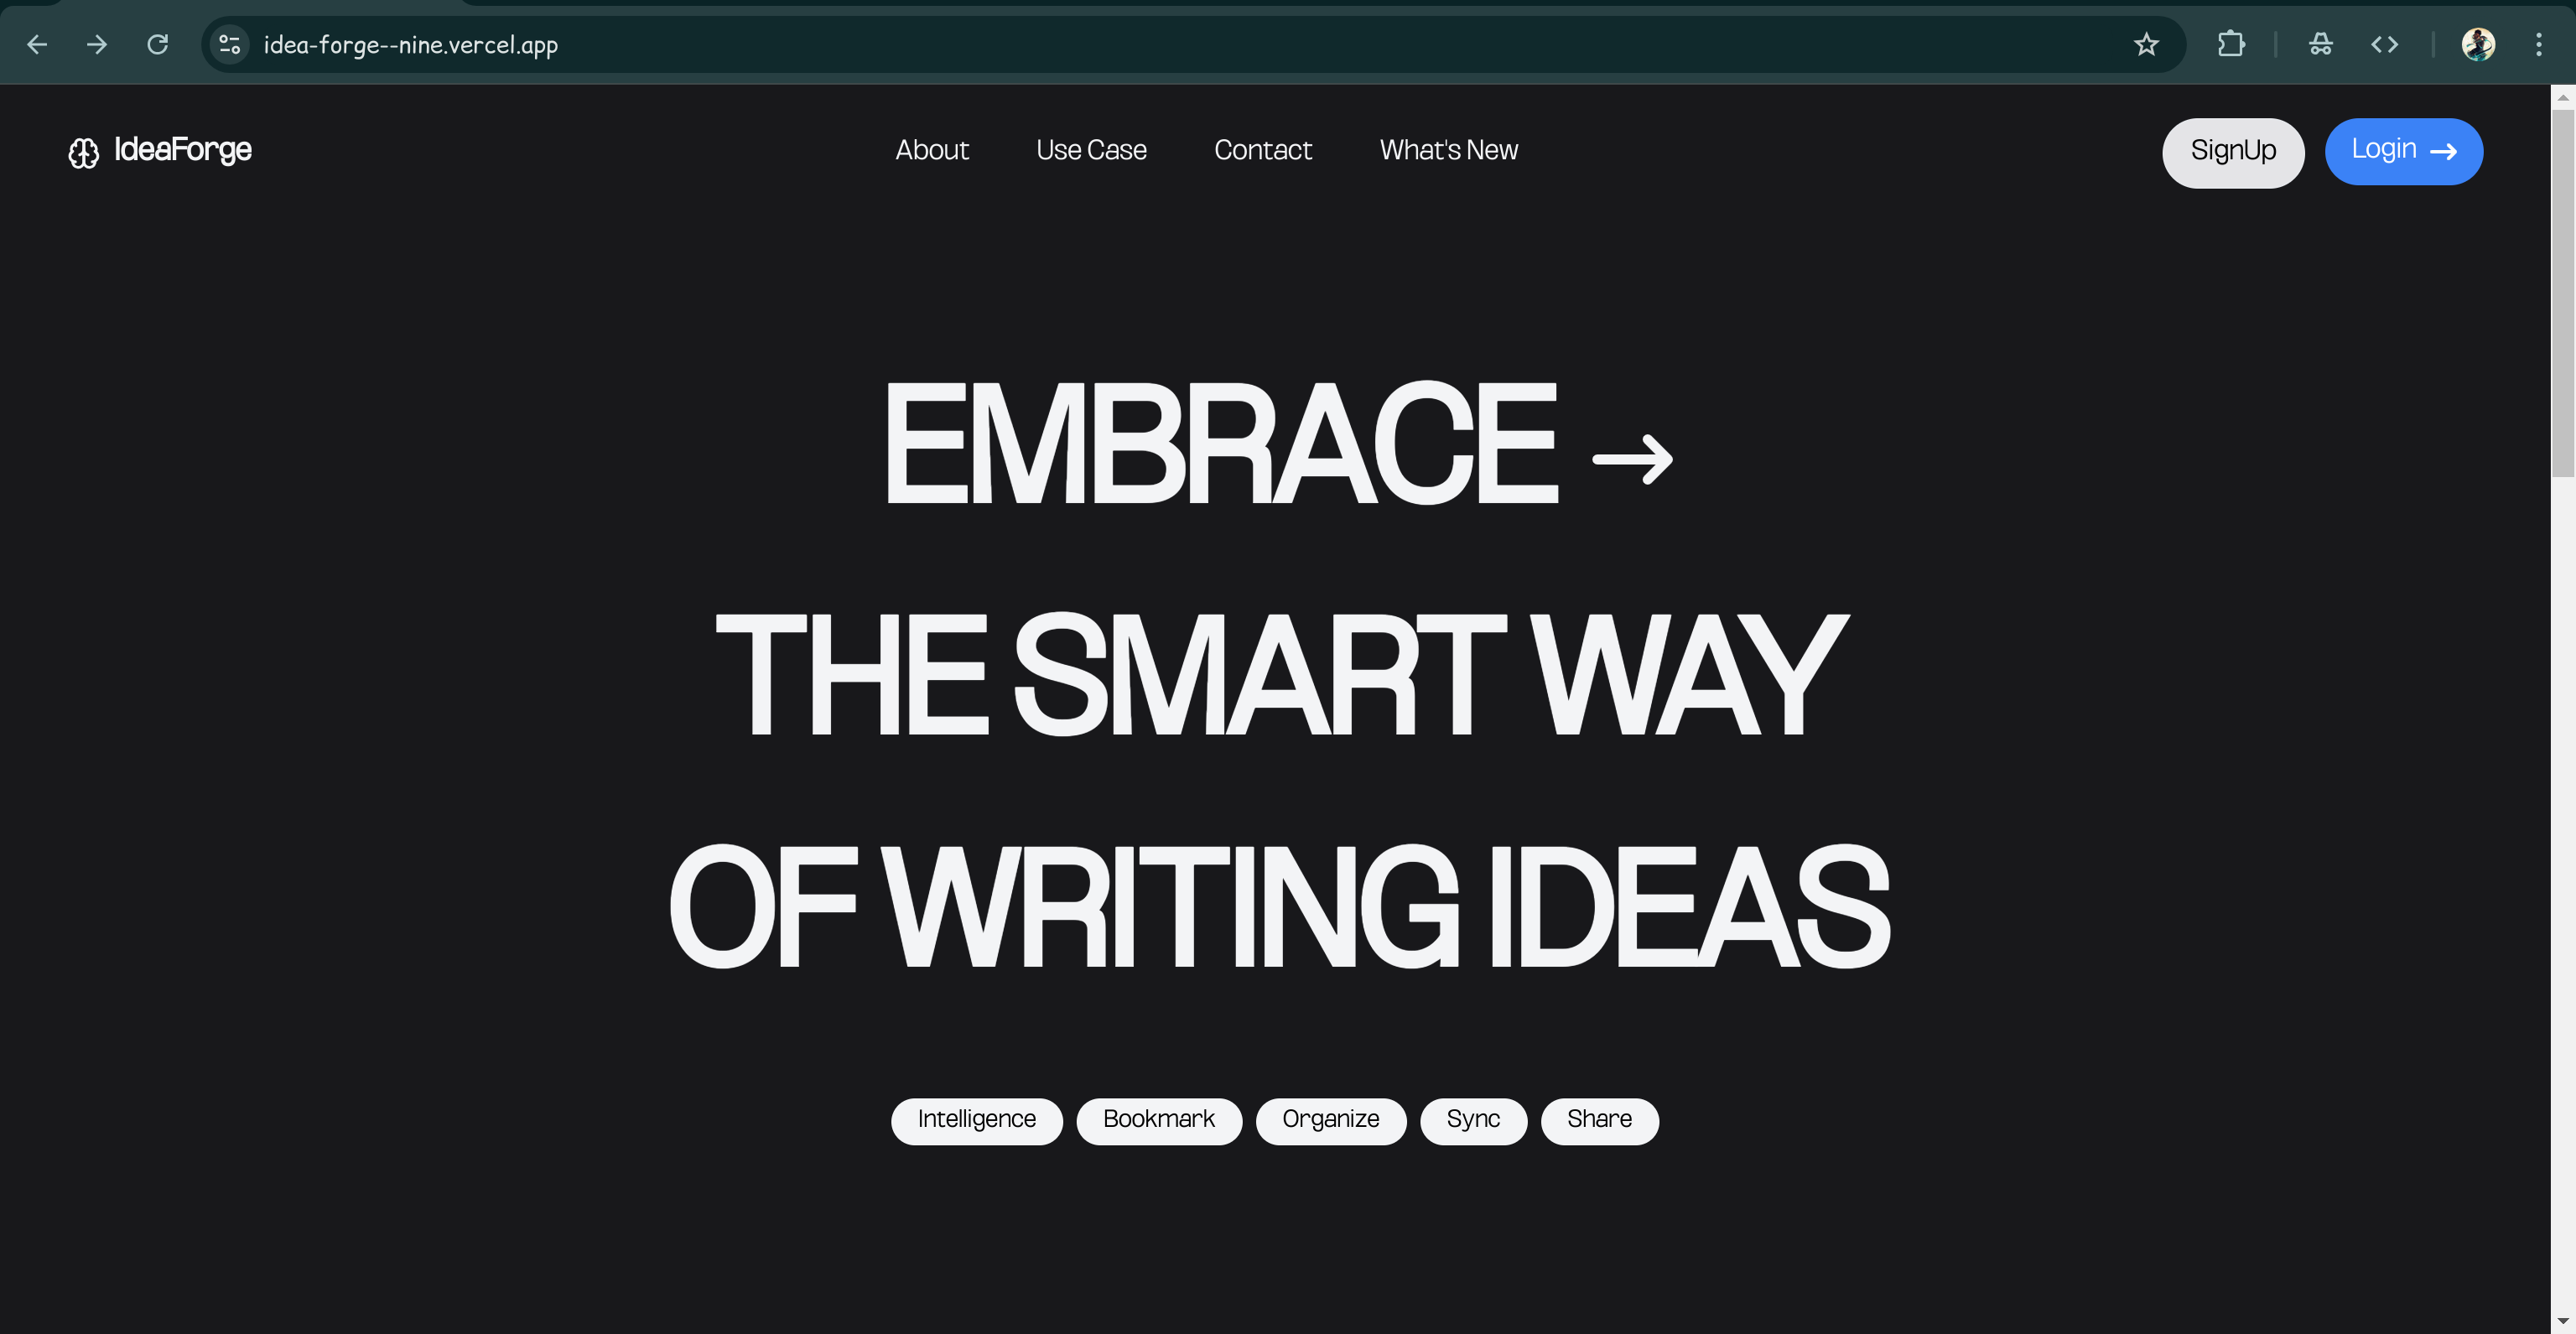 idea-forge--nine.vercel.app
IdeaForge
About Use Case Contact What's New
SignUp Login →
EMBRACE →
THE SMART WAY
OF WRITING IDEAS
Intelligence Bookmark Organize Sync Share